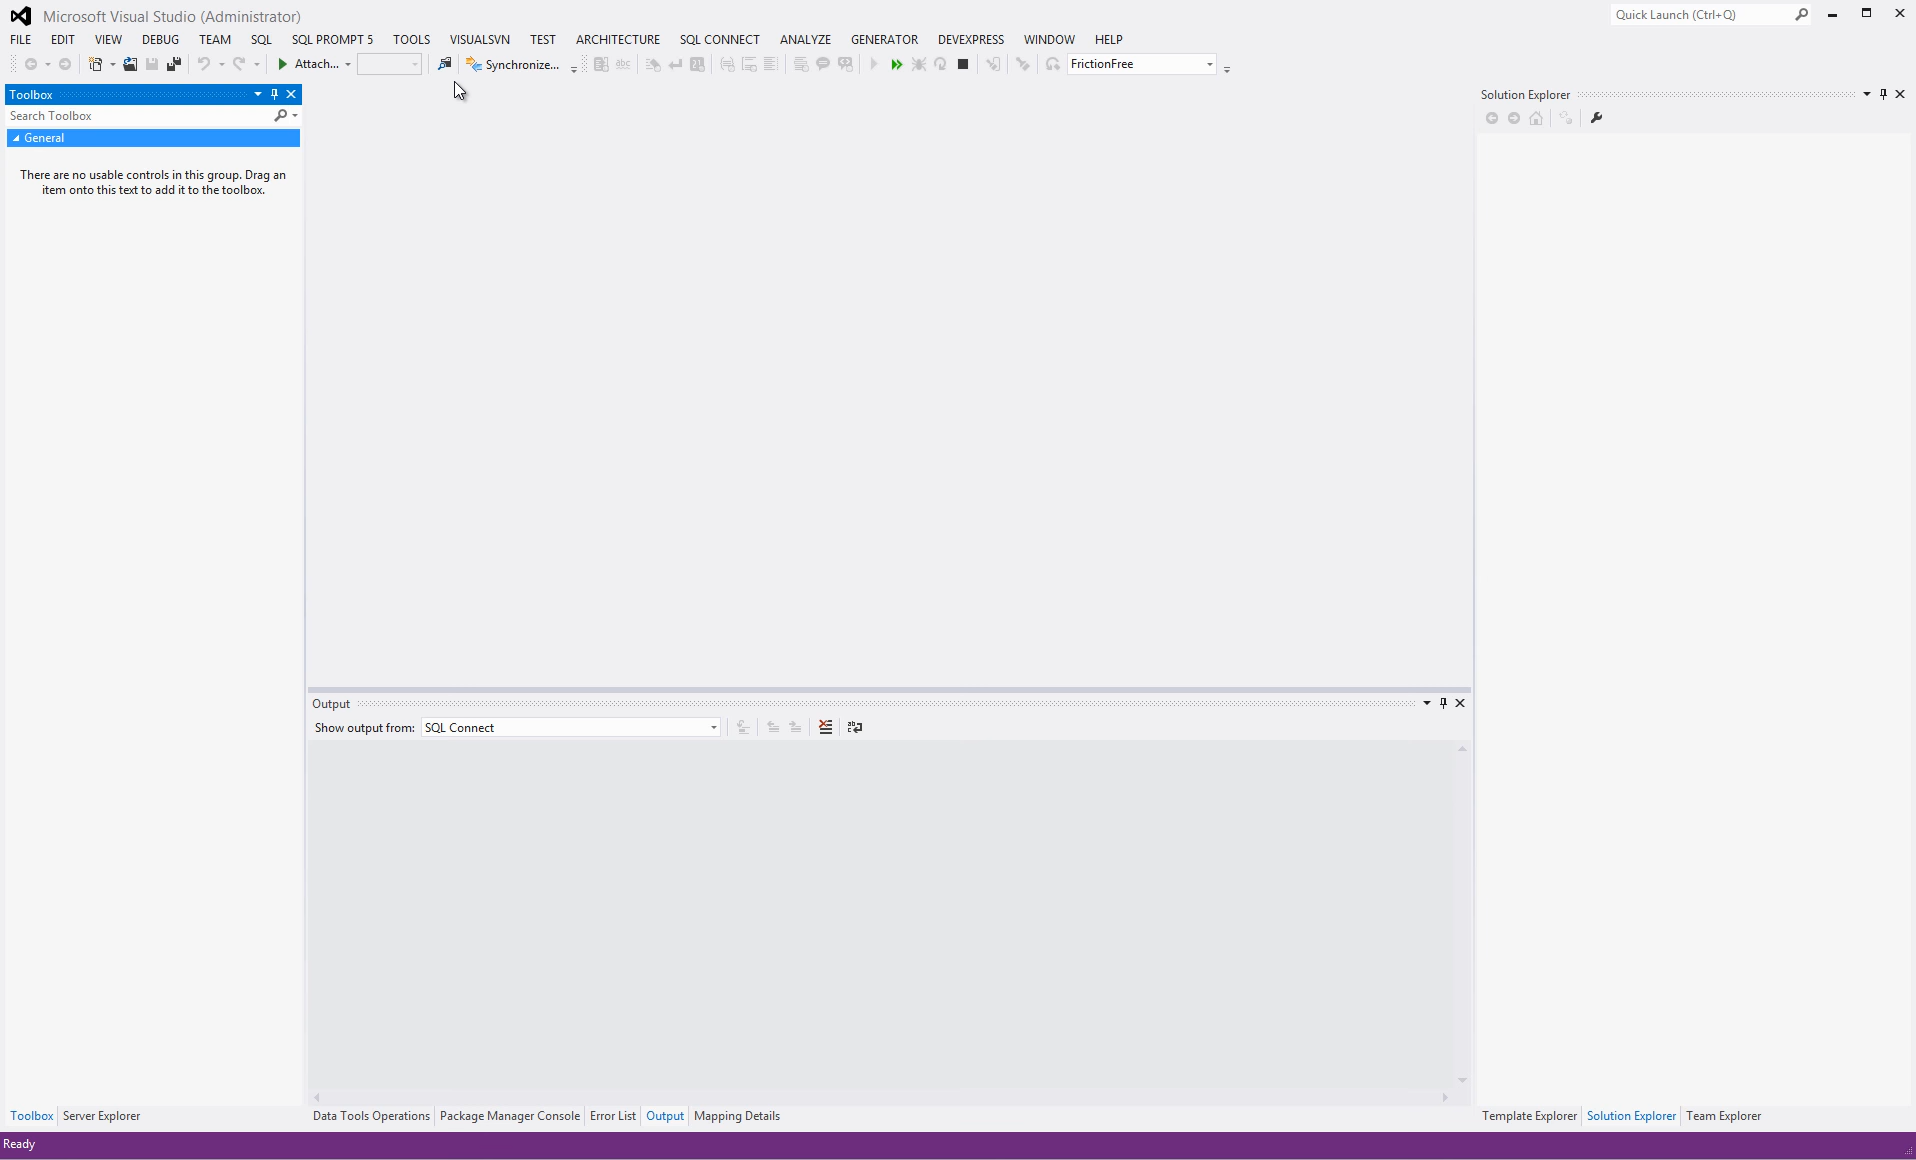 Microsoft Visual Studio (Administrator)
Quick Launch (Ctrl+Q)
FILE EDIT VIEW DEBUG TEAM SQL SQL PROMPT 5 TOOLS VISUALSVN TEST ARCHITECTURE SQL CONNECT ANALYZE GENERATOR DEVEXPRESS WINDOW HELP
Attach... Synchronize... FrictionFree
Toolbox
Search Toolbox
General
There are no usable controls in this group. Drag an
item onto this text to add it to the toolbox.
Solution Explorer
Output
Show output from: SQL Connect
Toolbox Server Explorer
Data Tools Operations Package Manager Console Error List Output Mapping Details
Template Explorer Solution Explorer Team Explorer
Ready